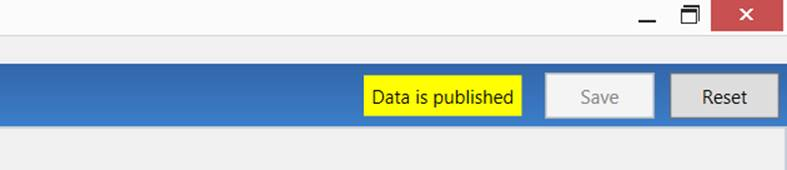 Data is published Save Reset